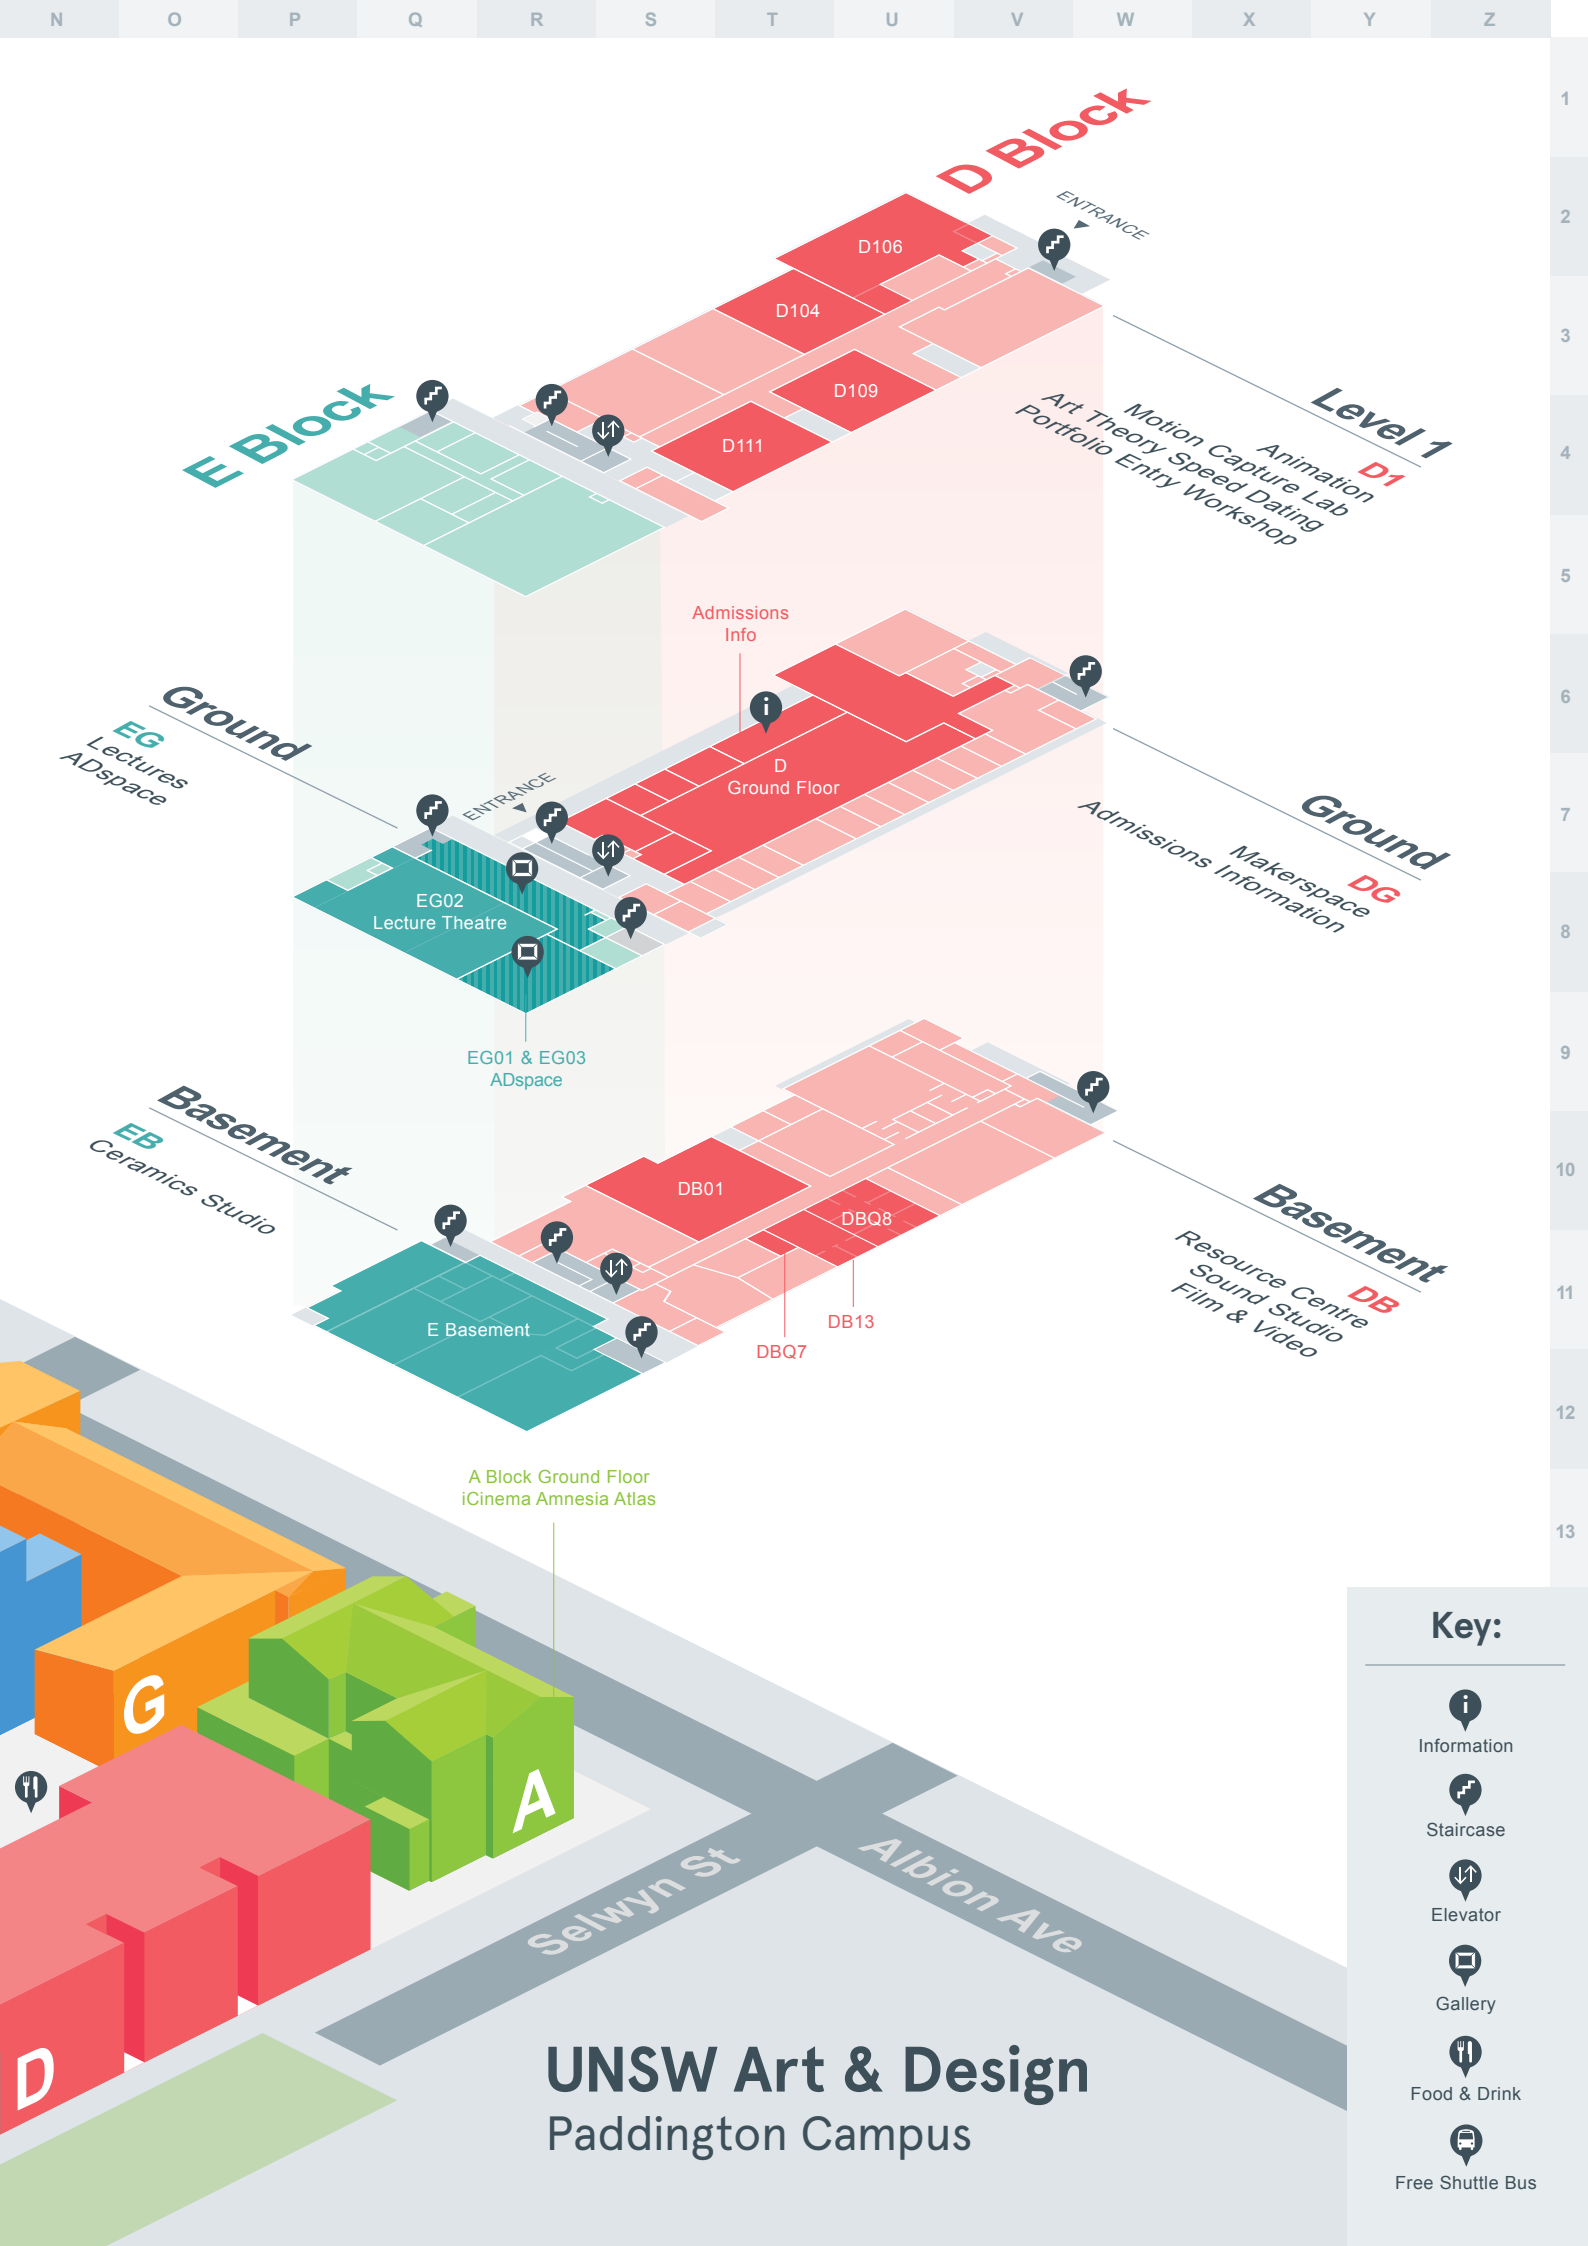 N O P Q R S T U V W X Y Z
1
2
3
4
5
6
7
8
9
10
11
12
13
D Block
ENTRANCE
D106
D104
D109
D111
E Block
Level 1
D1
Animation
Motion Capture Lab
Art Theory Speed Dating
Portfolio Entry Workshop
Admissions
Info
Ground
EG
Lectures
ADspace
ENTRANCE
D
Ground Floor
EG02
Lecture Theatre
Ground
DG
Makerspace
Admissions Information
EG01 & EG03
ADspace
Basement
EB
Ceramics Studio
DB01
DBQ8
E Basement
DB13
DBQ7
Basement
DB
Resource Centre
Sound Studio
Film & Video
A Block Ground Floor
iCinema Amnesia Atlas
G
A
D
Selwyn St
Albion Ave
UNSW Art & Design
Paddington Campus
Key:
i
Information
Staircase
Elevator
Gallery
Food & Drink
Free Shuttle Bus